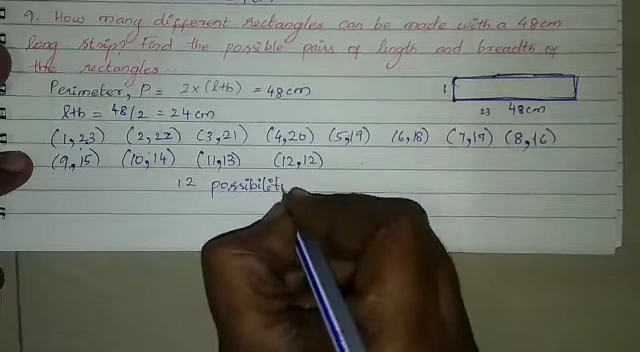 9. How many different rectangles can be made with a 48cm
long strip? Find the possible pairs of length and breadth of
the rectangles.
Perimeter, P = 2×(l+b) = 48cm
l+b = 48/2 = 24cm
1
23 48cm
(1,23) (2,22) (3,21) (4,20) (5,19) (6,18) (7,17) (8,16)
(9,15) (10,14) (11,13) (12,12)
12 possibiliti